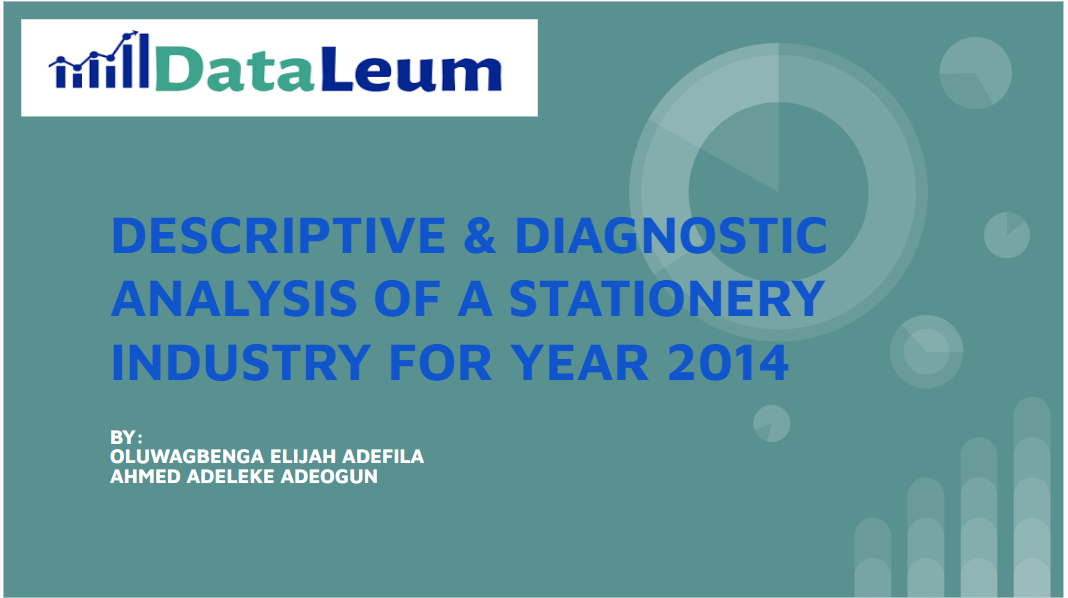 DataLeum
DESCRIPTIVE & DIAGNOSTIC
ANALYSIS OF A STATIONERY
INDUSTRY FOR YEAR 2014
BY:
OLUWAGBENGA ELIJAH ADEFILA
AHMED ADELEKE ADEOGUN